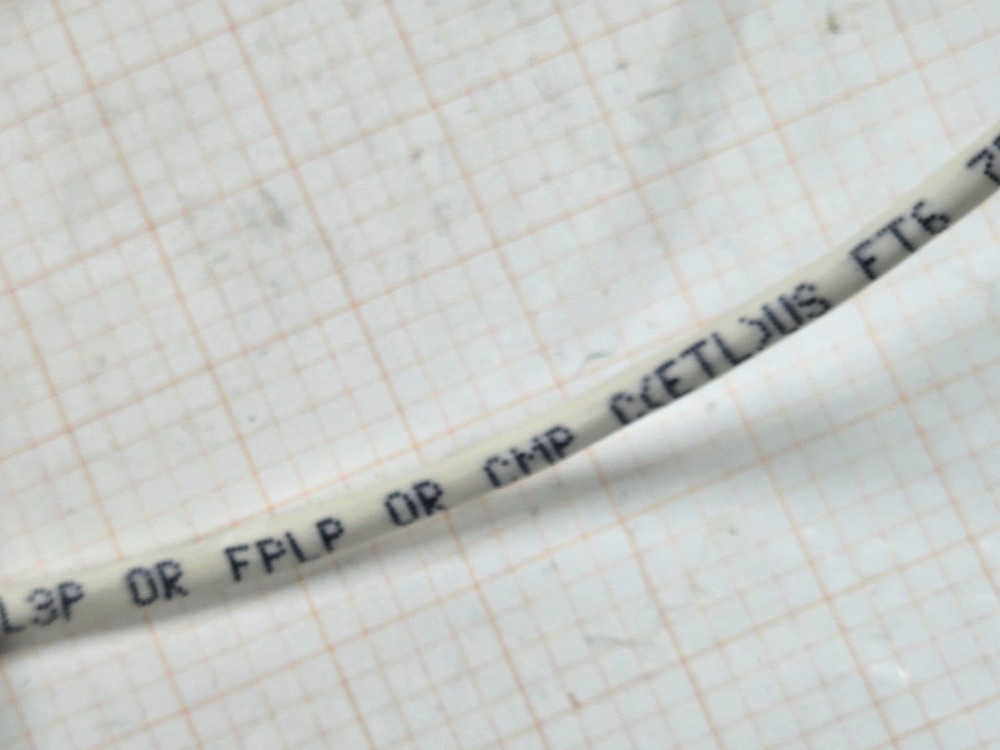 L3P OR FPLP OR CMP C(ETL)US FT6